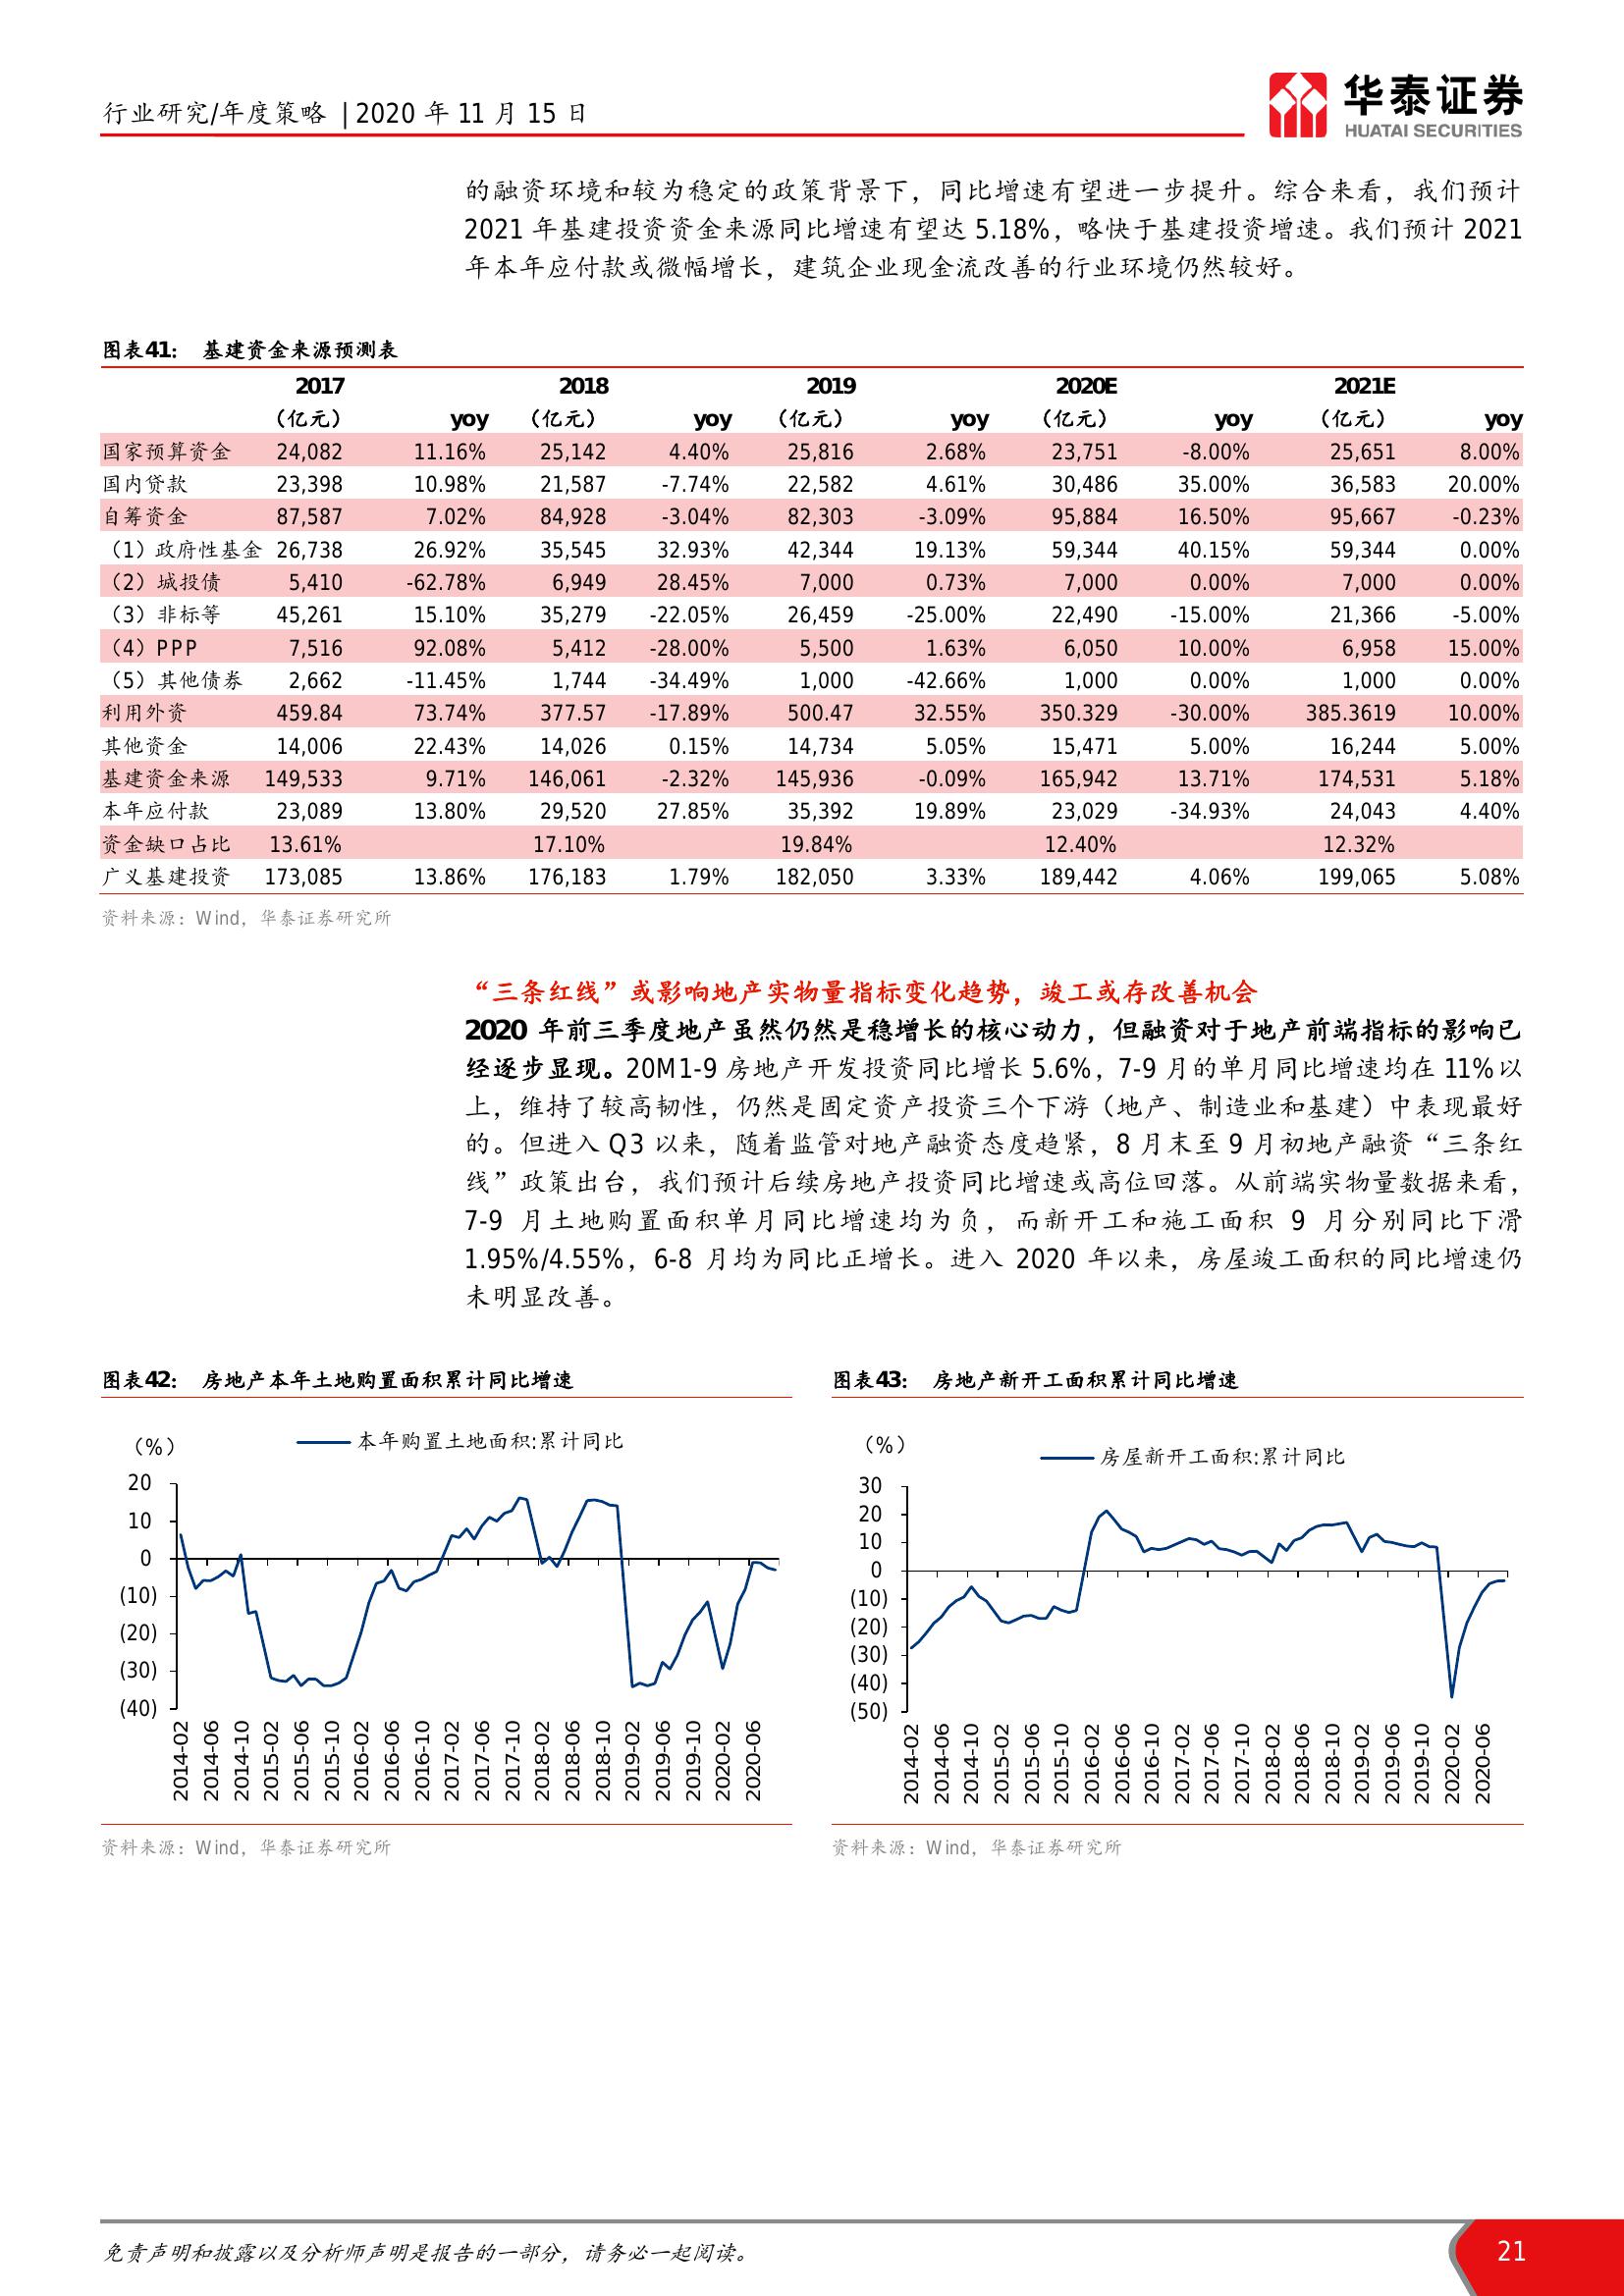 行业研究/年度策略 | 2020 年 11 月 15 日
华泰证券
HUATAI SECURITIES
的融资环境和较为稳定的政策背景下，同比增速有望进一步提升。综合来看，我们预计
2021 年基建投资资金来源同比增速有望达 5.18%，略快于基建投资增速。我们预计 2021
年本年应付款或微幅增长，建筑企业现金流改善的行业环境仍然较好。
图表41： 基建资金来源预测表
2017 2018 2019 2020E 2021E
（亿元） yoy （亿元） yoy （亿元） yoy （亿元） yoy （亿元） yoy
国家预算资金 24,082 11.16% 25,142 4.40% 25,816 2.68% 23,751 -8.00% 25,651 8.00%
国内贷款 23,398 10.98% 21,587 -7.74% 22,582 4.61% 30,486 35.00% 36,583 20.00%
自筹资金 87,587 7.02% 84,928 -3.04% 82,303 -3.09% 95,884 16.50% 95,667 -0.23%
（1）政府性基金 26,738 26.92% 35,545 32.93% 42,344 19.13% 59,344 40.15% 59,344 0.00%
（2）城投债 5,410 -62.78% 6,949 28.45% 7,000 0.73% 7,000 0.00% 7,000 0.00%
（3）非标等 45,261 15.10% 35,279 -22.05% 26,459 -25.00% 22,490 -15.00% 21,366 -5.00%
（4）PPP 7,516 92.08% 5,412 -28.00% 5,500 1.63% 6,050 10.00% 6,958 15.00%
（5）其他债券 2,662 -11.45% 1,744 -34.49% 1,000 -42.66% 1,000 0.00% 1,000 0.00%
利用外资 459.84 73.74% 377.57 -17.89% 500.47 32.55% 350.329 -30.00% 385.3619 10.00%
其他资金 14,006 22.43% 14,026 0.15% 14,734 5.05% 15,471 5.00% 16,244 5.00%
基建资金来源 149,533 9.71% 146,061 -2.32% 145,936 -0.09% 165,942 13.71% 174,531 5.18%
本年应付款 23,089 13.80% 29,520 27.85% 35,392 19.89% 23,029 -34.93% 24,043 4.40%
资金缺口占比 13.61% 17.10% 19.84% 12.40% 12.32%
广义基建投资 173,085 13.86% 176,183 1.79% 182,050 3.33% 189,442 4.06% 199,065 5.08%
资料来源：Wind，华泰证券研究所
“三条红线”或影响地产实物量指标变化趋势，竣工或存改善机会
2020 年前三季度地产虽然仍然是稳增长的核心动力，但融资对于地产前端指标的影响已
经逐步显现。20M1-9 房地产开发投资同比增长 5.6%，7-9 月的单月同比增速均在 11%以
上，维持了较高韧性，仍然是固定资产投资三个下游（地产、制造业和基建）中表现最好
的。但进入 Q3 以来，随着监管对地产融资态度趋紧，8 月末至 9 月初地产融资“三条红
线”政策出台，我们预计后续房地产投资同比增速或高位回落。从前端实物量数据来看，
7-9 月土地购置面积单月同比增速均为负，而新开工和施工面积 9 月分别同比下滑
1.95%/4.55%，6-8 月均为同比正增长。进入 2020 年以来，房屋竣工面积的同比增速仍
未明显改善。
图表42： 房地产本年土地购置面积累计同比增速
（%）
本年购置土地面积:累计同比
20
10
0
(10)
(20)
(30)
(40)
2014-02 2014-06 2014-10 2015-02 2015-06 2015-10 2016-02 2016-06 2016-10 2017-02 2017-06 2017-10 2018-02 2018-06 2018-10 2019-02 2019-06 2019-10 2020-02 2020-06
资料来源：Wind，华泰证券研究所
图表43： 房地产新开工面积累计同比增速
（%）
房屋新开工面积:累计同比
30
20
10
0
(10)
(20)
(30)
(40)
(50)
2014-02 2014-06 2014-10 2015-02 2015-06 2015-10 2016-02 2016-06 2016-10 2017-02 2017-06 2017-10 2018-02 2018-06 2018-10 2019-02 2019-06 2019-10 2020-02 2020-06
资料来源：Wind，华泰证券研究所
免责声明和披露以及分析师声明是报告的一部分，请务必一起阅读。
21